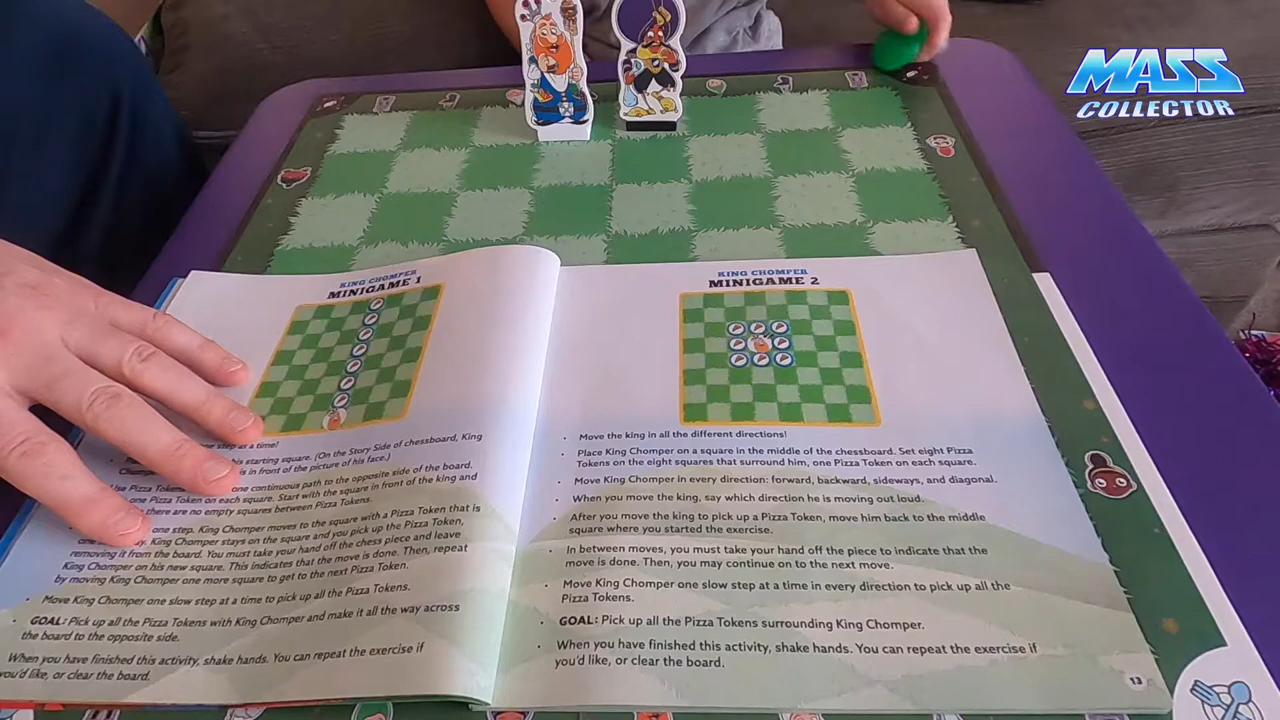 MASS
COLLECTOR
KING CHOMPER
MINIGAME 1
one step as a time!
his starting square. (On the Story Side of chessboard, King
is in front of the picture of his face.)
Use Pizza Tokens one continuous path to the opposite side of the board.
one Pizza Token on each square. Start with the square in front of the king and
there are no empty squares between Pizza Tokens.
one step. King Chomper moves to the square with a Pizza Token that is
King Chomper stays on the square and you pick up the Pizza Token,
removing it from the board. You must take your hand off the chess piece and leave
King Chomper on his new square. This indicates that the move is done. Then, repeat
by moving King Chomper one more square to get to the next Pizza Token.
• Move King Chomper one slow step at a time to pick up all the Pizza Tokens.
• GOAL: Pick up all the Pizza Tokens with King Chomper and make it all the way across
the board to the opposite side.
When you have finished this activity, shake hands. You can repeat the exercise if
you'd like, or clear the board.
KING CHOMPER
MINIGAME 2
• Move the king in all the different directions!
• Place King Chomper on a square in the middle of the chessboard. Set eight Pizza
Tokens on the eight squares that surround him, one Pizza Token on each square.
• Move King Chomper in every direction: forward, backward, sideways, and diagonal.
• When you move the king, say which direction he is moving out loud.
• After you move the king to pick up a Pizza Token, move him back to the middle
square where you started the exercise.
• In between moves, you must take your hand off the piece to indicate that the
move is done. Then, you may continue on to the next move.
• Move King Chomper one slow step at a time in every direction to pick up all the
Pizza Tokens.
• GOAL: Pick up all the Pizza Tokens surrounding King Chomper.
• When you have finished this activity, shake hands. You can repeat the exercise if
you'd like, or clear the board.
13